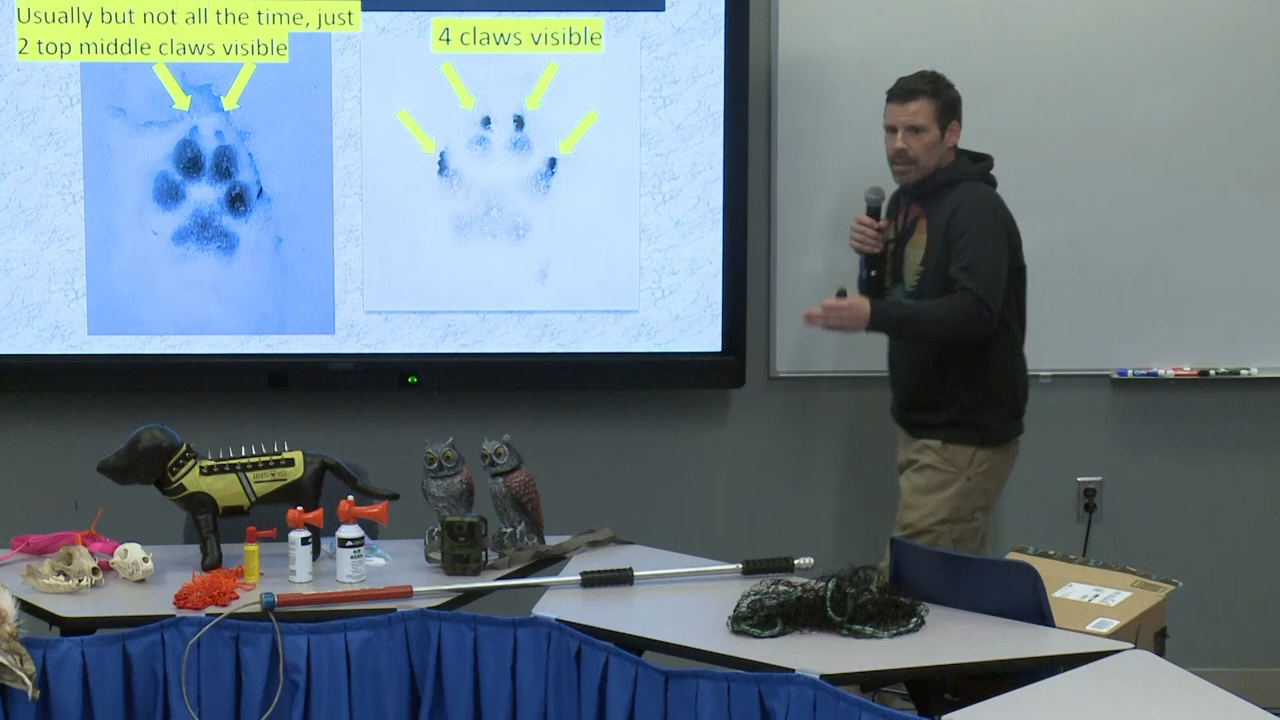 Usually but not all the time, just
2 top middle claws visible
4 claws visible
AIR
HORN